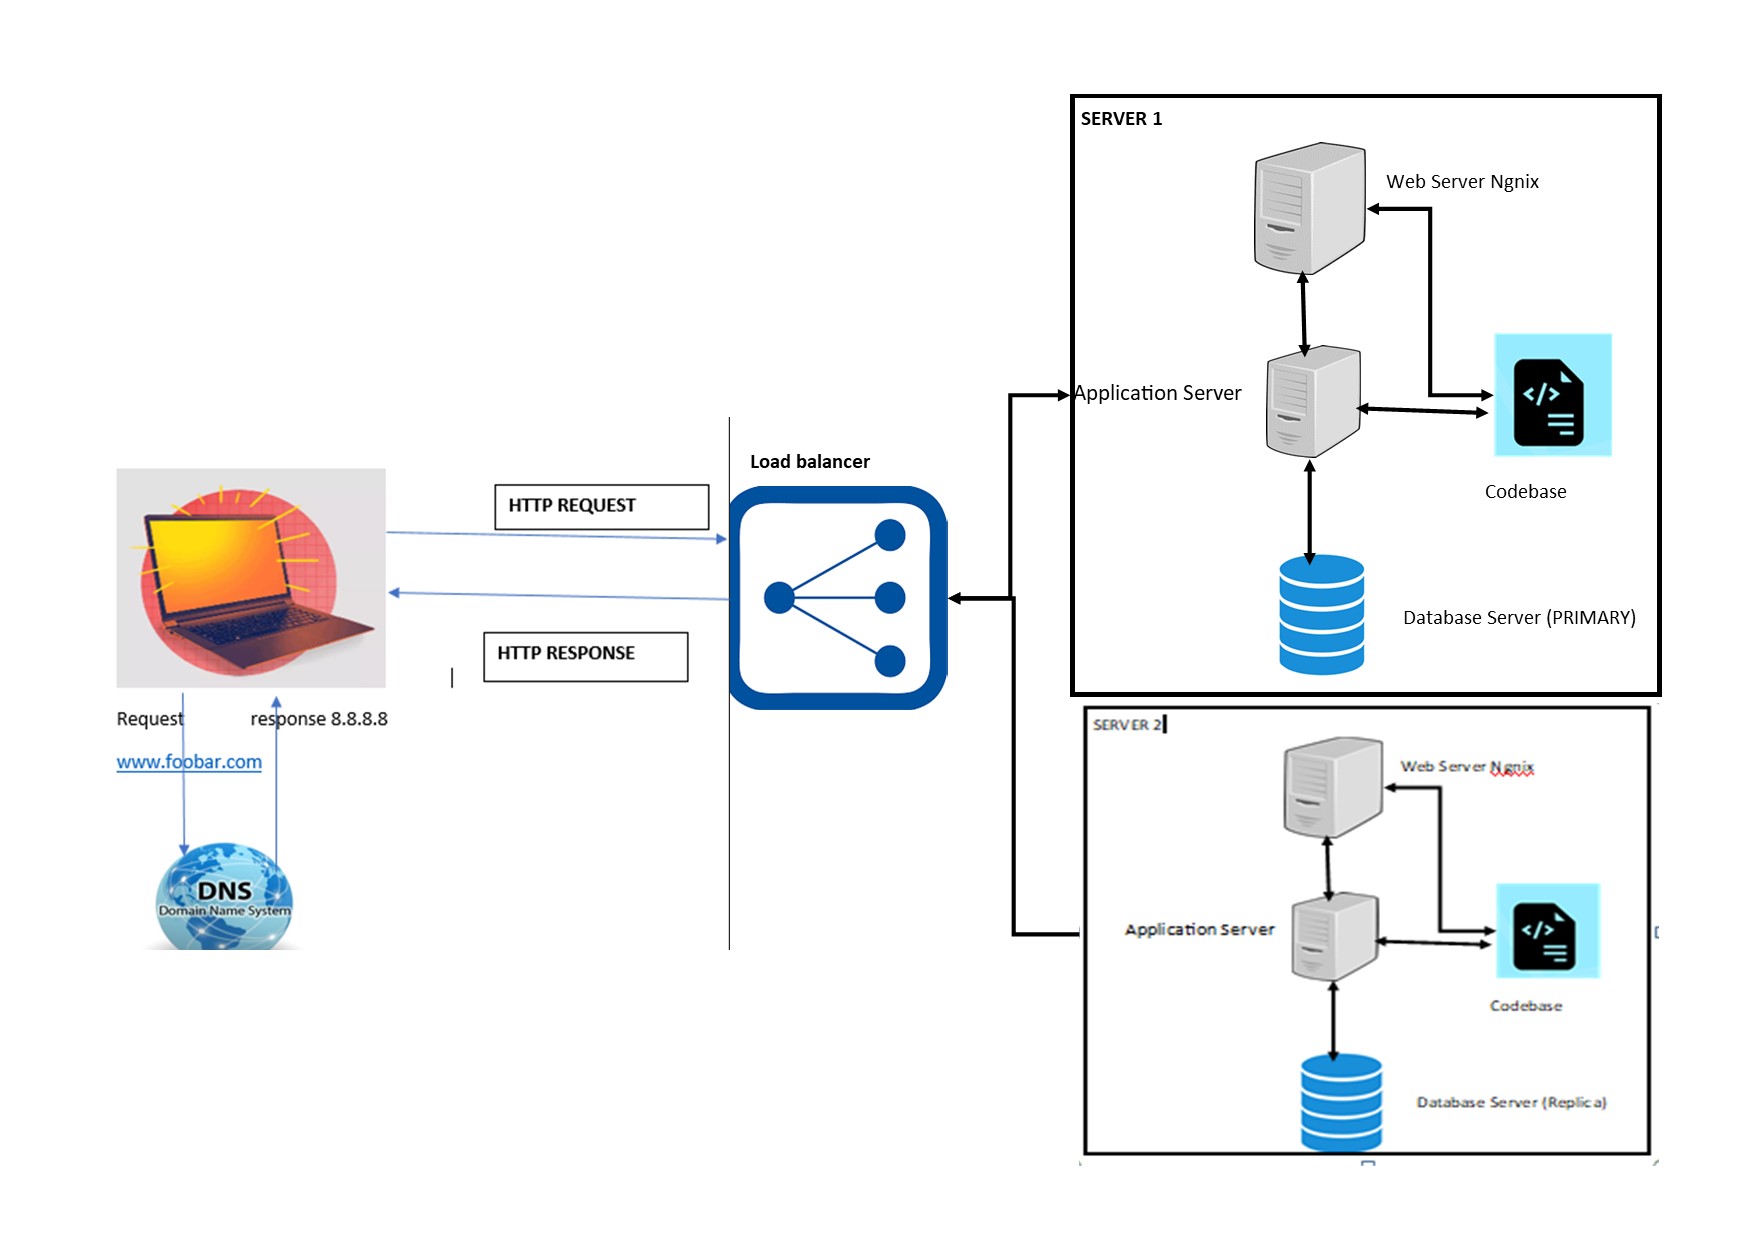 SERVER 1
Web Server Ngnix
Application Server
Codebase
Database Server (PRIMARY)
Load balancer
HTTP REQUEST
HTTP RESPONSE
Request response 8.8.8.8
www.foobar.com
DNS
Domain Name System
SERVER 2
Web Server Ngnix
Application Server
Codebase
Database Server (Replica)